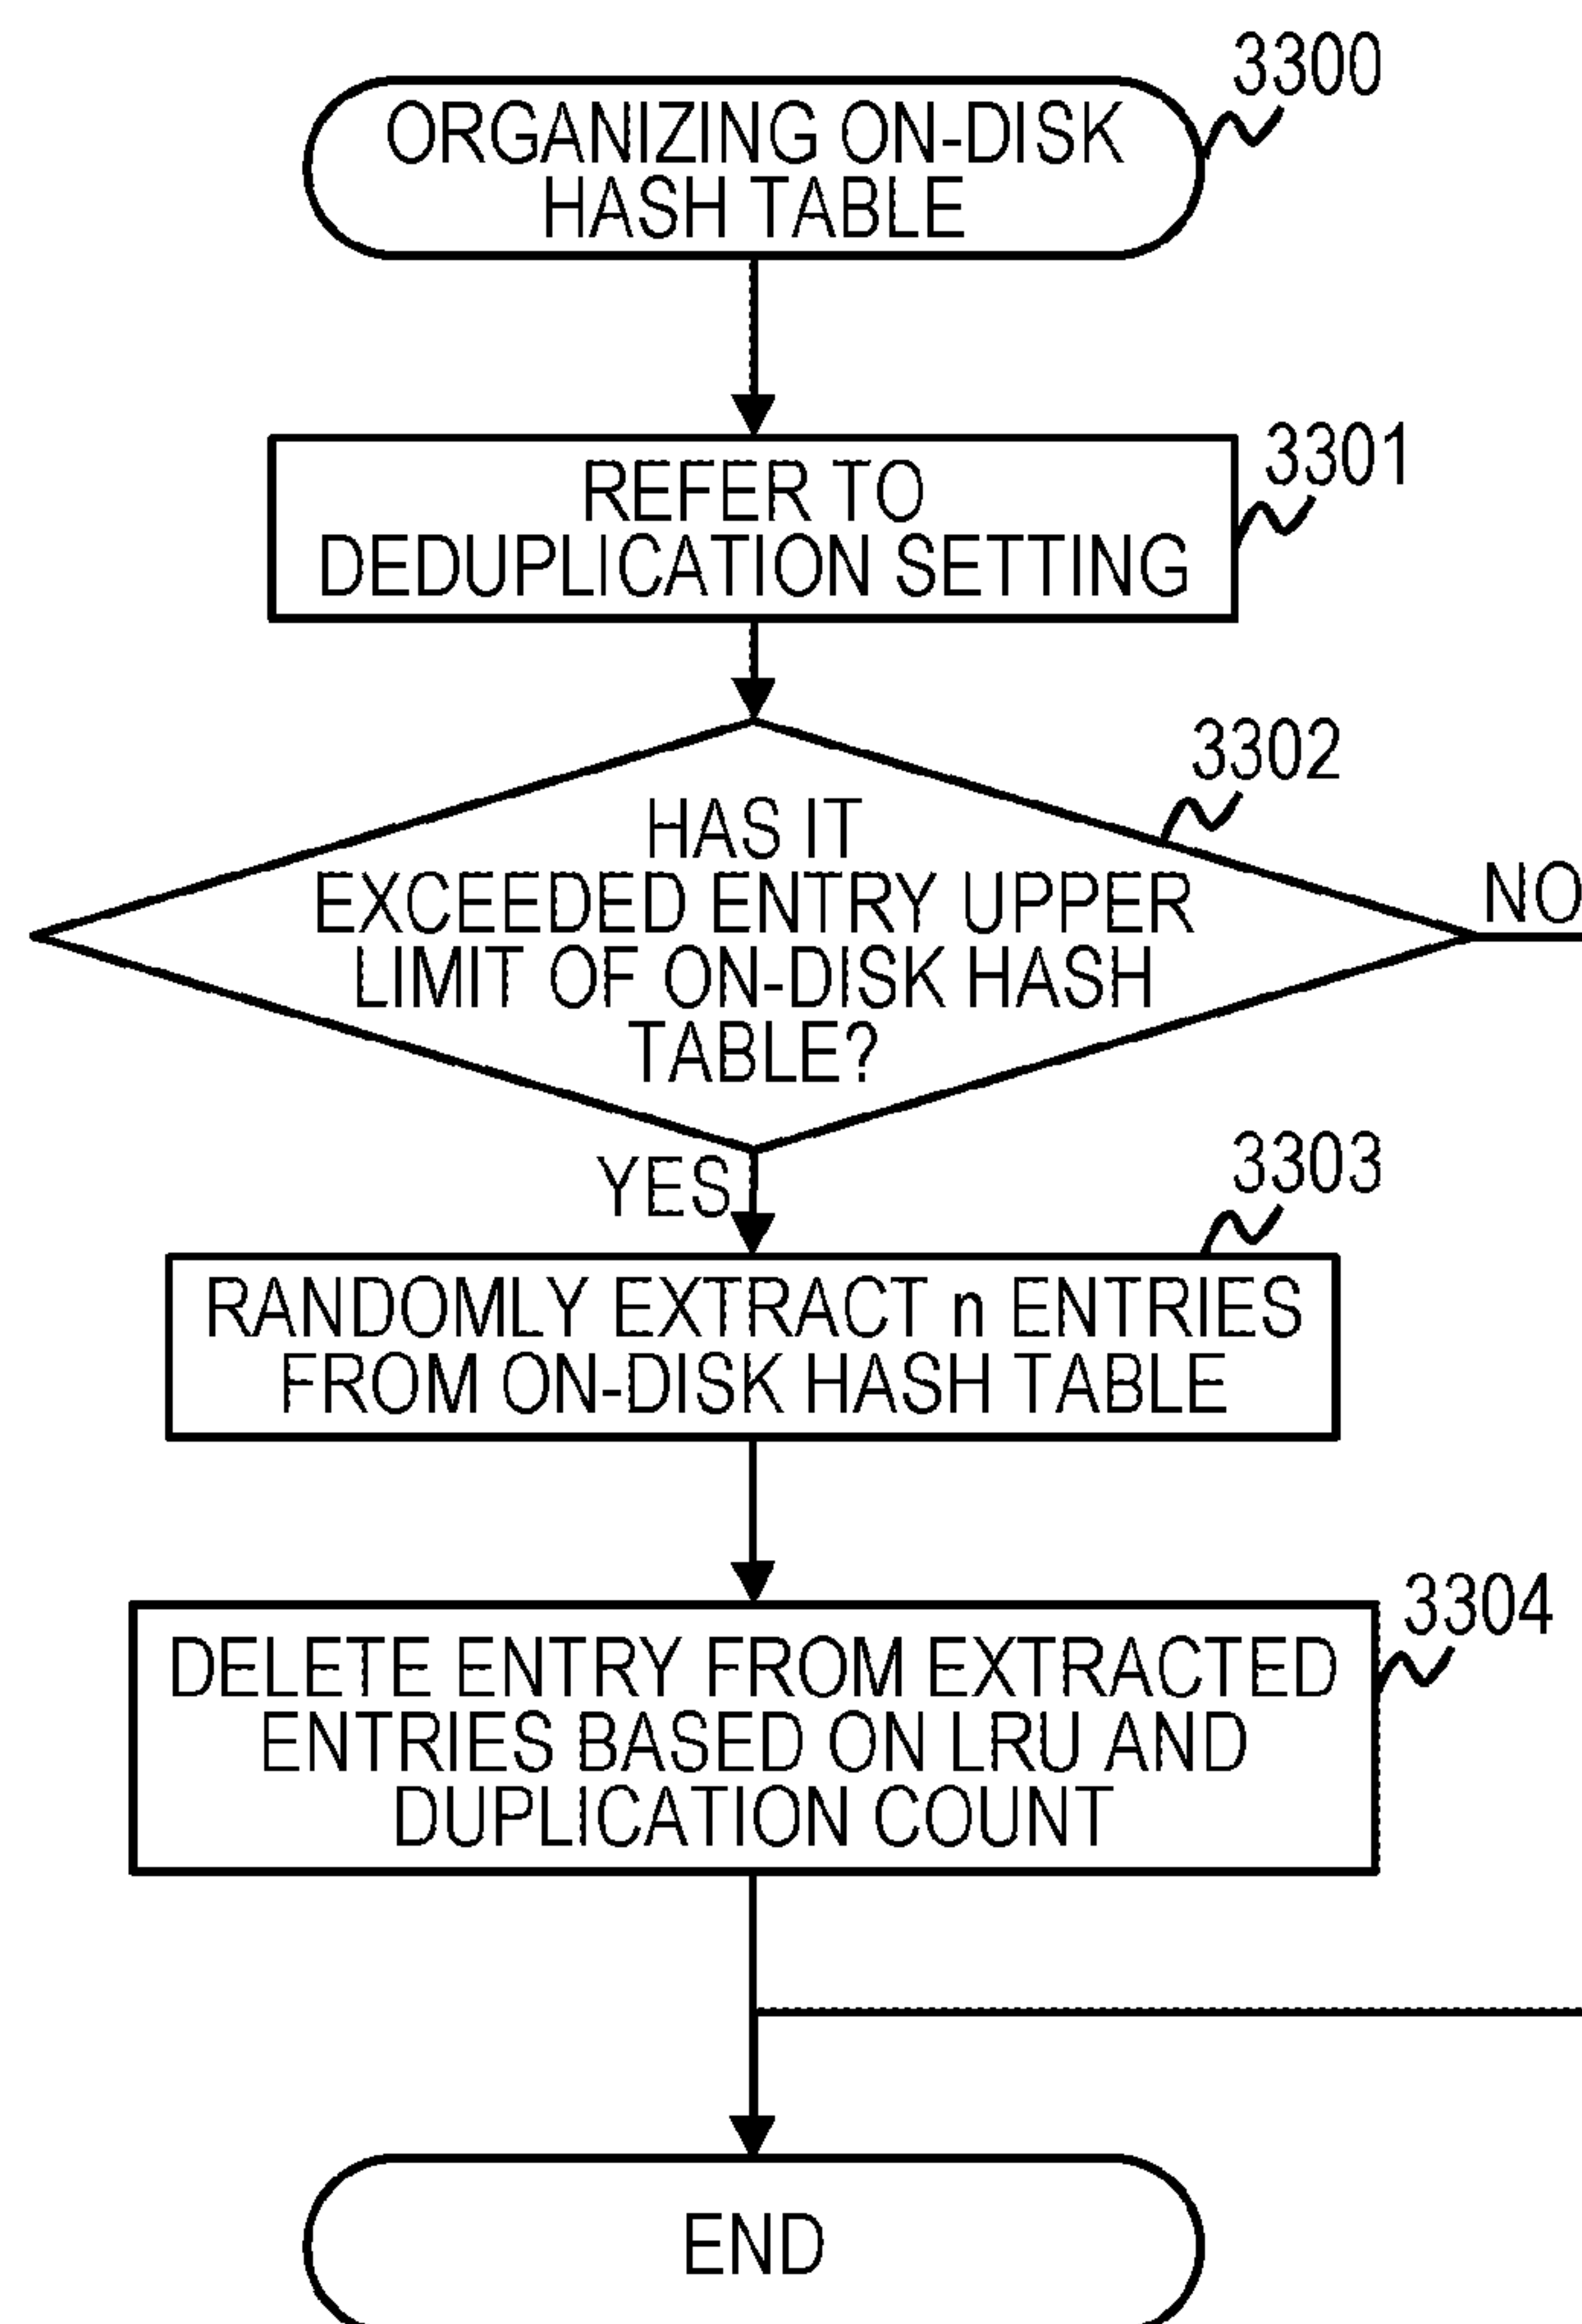 3300
ORGANIZING ON-DISK
HASH TABLE
3301
REFER TO
DEDUPLICATION SETTING
3302
HAS IT
EXCEEDED ENTRY UPPER
LIMIT OF ON-DISK HASH
TABLE?
NO
YES
3303
RANDOMLY EXTRACT n ENTRIES
FROM ON-DISK HASH TABLE
3304
DELETE ENTRY FROM EXTRACTED
ENTRIES BASED ON LRU AND
DUPLICATION COUNT
END